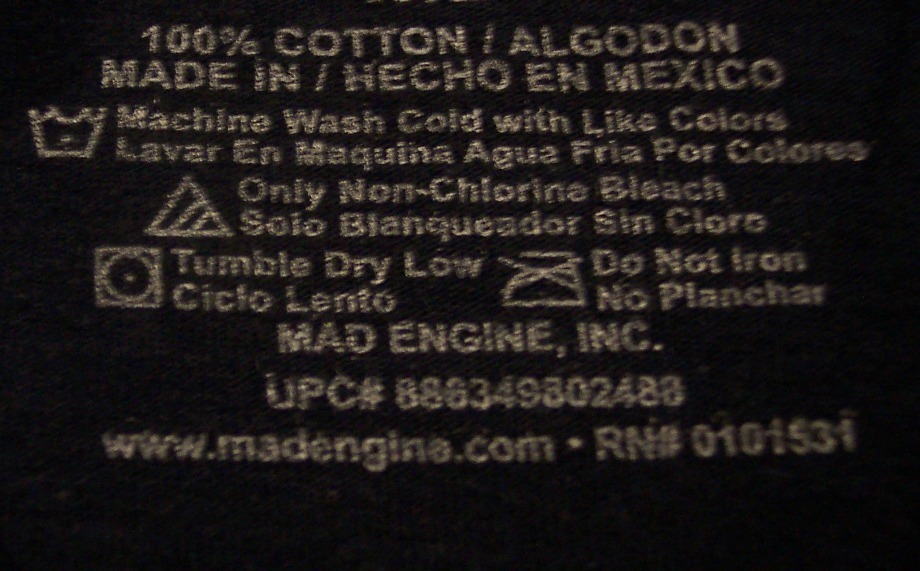 100% COTTON / ALGODON
MADE IN / HECHO EN MEXICO
Machine Wash Cold with Like Colors
Lavar En Maquina Agua Fria Por Colores
Only Non-Chlorine Bleach
Solo Blanqueador Sin Cloro
Tumble Dry Low
Ciclo Lento
Do Not Iron
No Planchar
MAD ENGINE, INC.
UPC# 886349802488
www.madengine.com • RN# 0101531